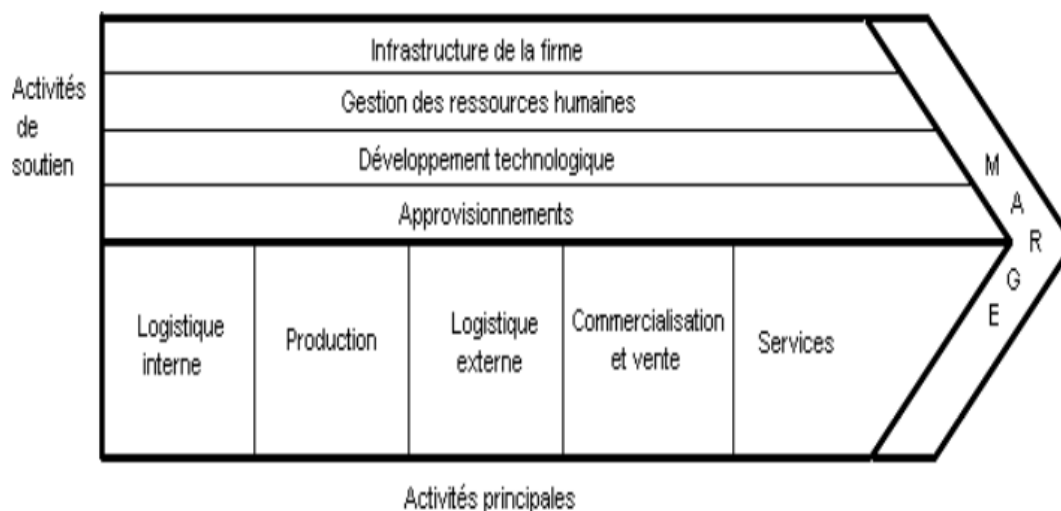 Activités
de
soutien
Infrastructure de la firme
Gestion des ressources humaines
Développement technologique
Approvisionnements
Logistique
interne
Production
Logistique
externe
Commercialisation
et vente
Services
MARGE
Activités principales